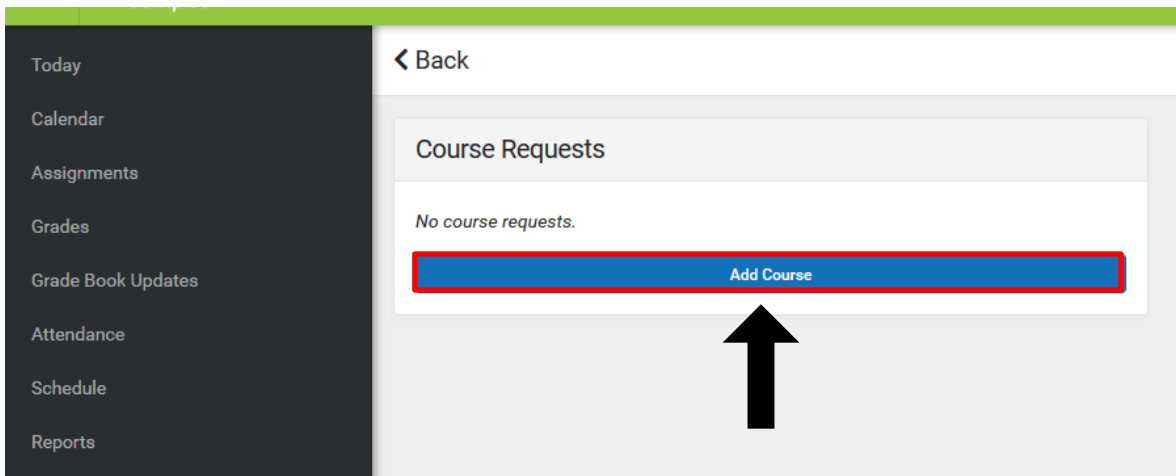 Today
Calendar
Assignments
Grades
Grade Book Updates
Attendance
Schedule
Reports
Back
Course Requests
No course requests.
Add Course